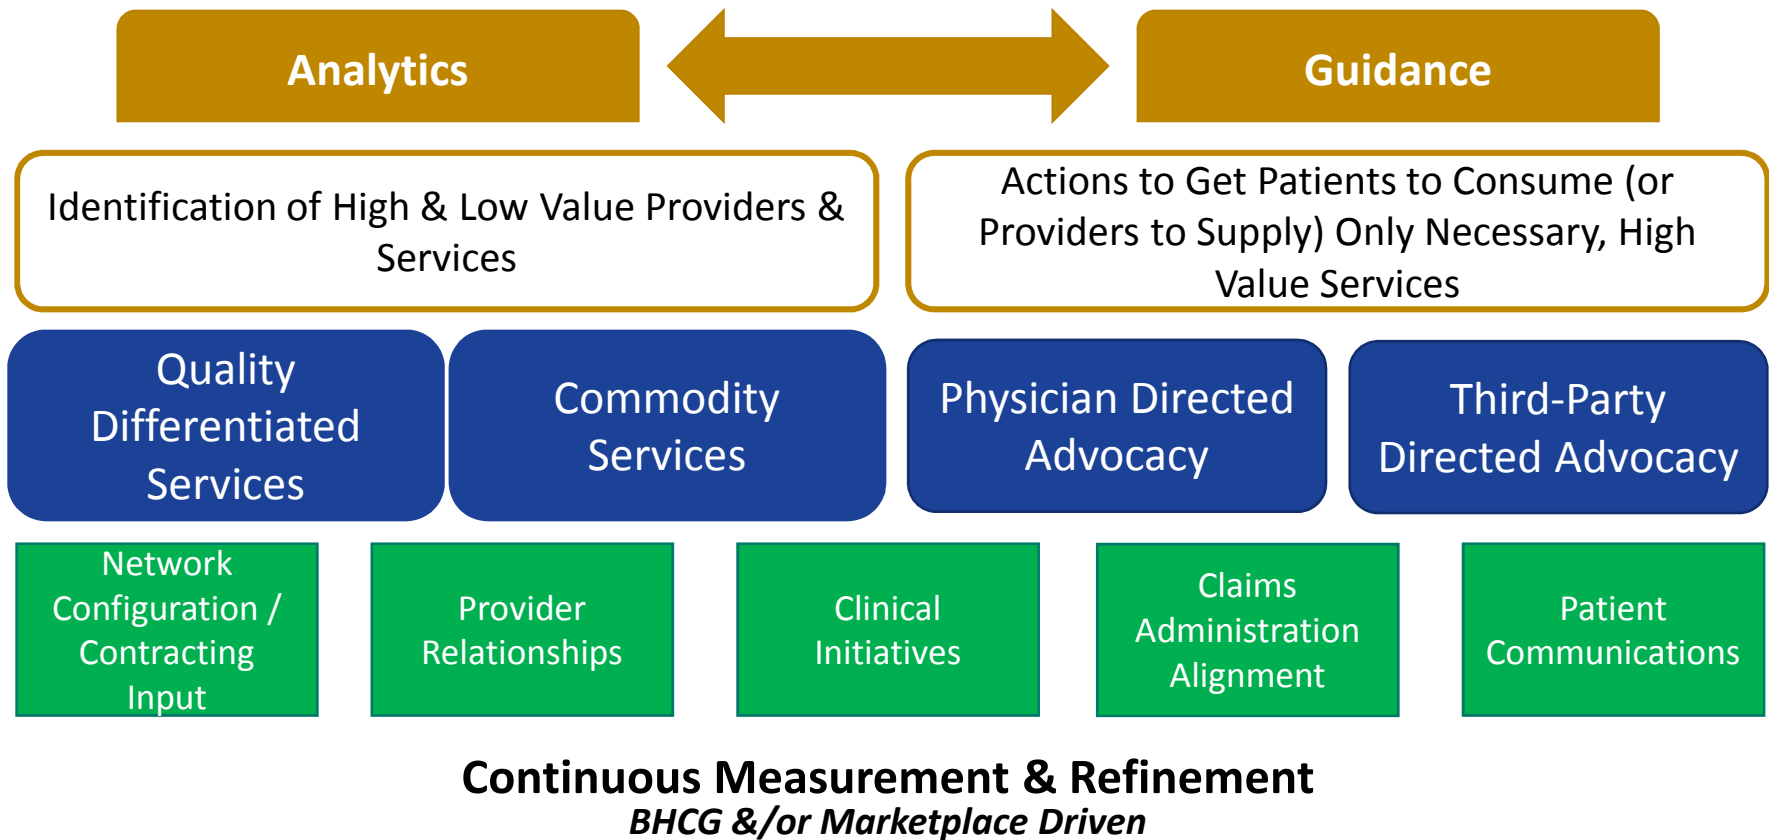 Analytics
Guidance
Identification of High & Low Value Providers &
Services
Actions to Get Patients to Consume (or
Providers to Supply) Only Necessary, High
Value Services
Quality
Differentiated
Services
Commodity
Services
Physician Directed
Advocacy
Third-Party
Directed Advocacy
Network
Configuration /
Contracting
Input
Provider
Relationships
Clinical
Initiatives
Claims
Administration
Alignment
Patient
Communications
Continuous Measurement & Refinement
BHCG &/or Marketplace Driven